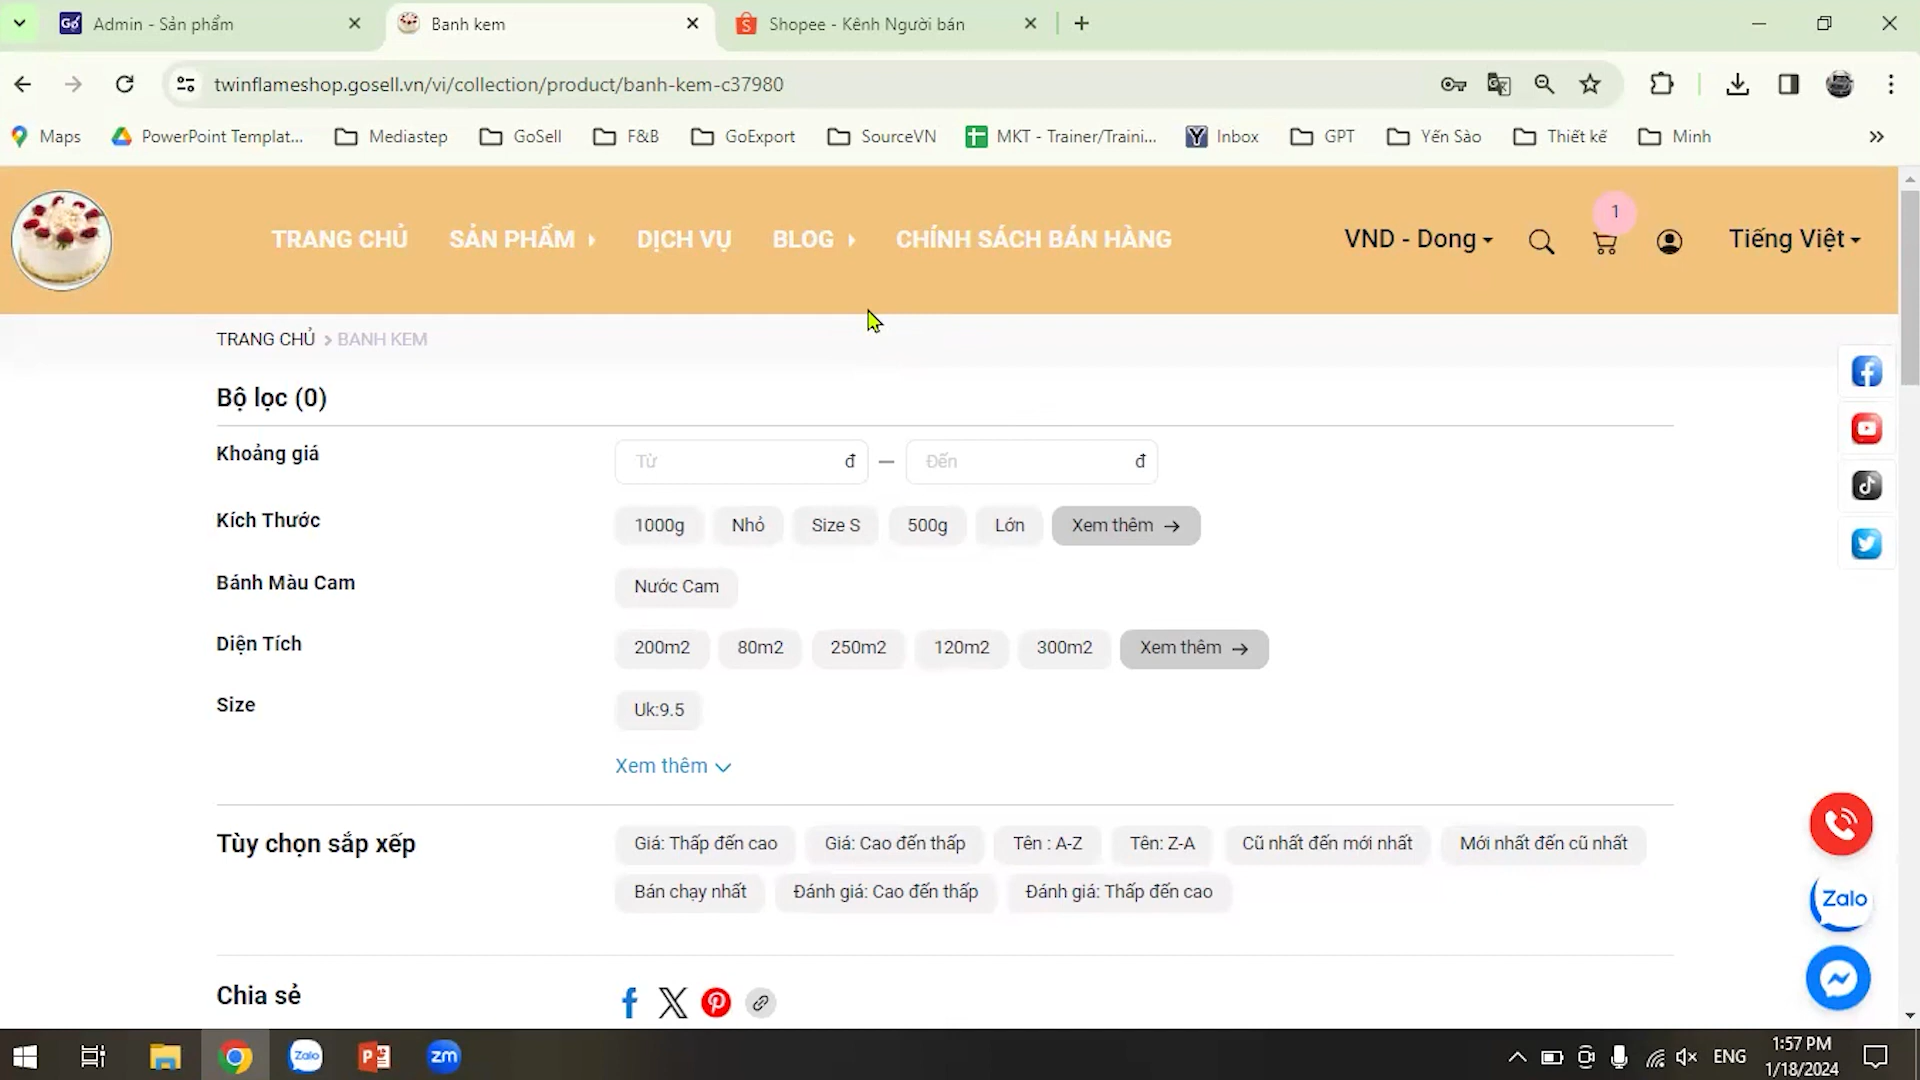 Admin - Sản phẩm
Banh kem
Shopee - Kênh Người bán
twinflameshop.gosell.vn/vi/collection/product/banh-kem-c37980
Maps PowerPoint Templat... Mediastep GoSell F&B GoExport SourceVN MKT - Trainer/Traini... Inbox GPT Yến Sào Thiết kế Minh »
TRANG CHỦ SẢN PHẨM DỊCH VỤ BLOG CHÍNH SÁCH BÁN HÀNG VND - Dong 1 Tiếng Việt
TRANG CHỦ > BANH KEM
Bộ lọc (0)
Khoảng giá Từ đ — Đến đ
Kích Thước 1000g Nhỏ Size S 500g Lớn Xem thêm →
Bánh Màu Cam Nước Cam
Diện Tích 200m2 80m2 250m2 120m2 300m2 Xem thêm →
Size Uk:9.5
Xem thêm
Tùy chọn sắp xếp Giá: Thấp đến cao Giá: Cao đến thấp Tên : A-Z Tên: Z-A Cũ nhất đến mới nhất Mới nhất đến cũ nhất
Bán chạy nhất Đánh giá: Cao đến thấp Đánh giá: Thấp đến cao
Zalo
Chia sẻ
Zalo zm ENG 1:57 PM
1/18/2024